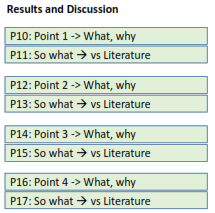 Results and Discussion
P10: Point 1 -> What, why
P11: So what → vs Literature
P12: Point 2 -> What, why
P13: So what → vs Literature
P14: Point 3 -> What, why
P15: So what → vs Literature
P16: Point 4 -> What, why
P17: So what → vs Literature